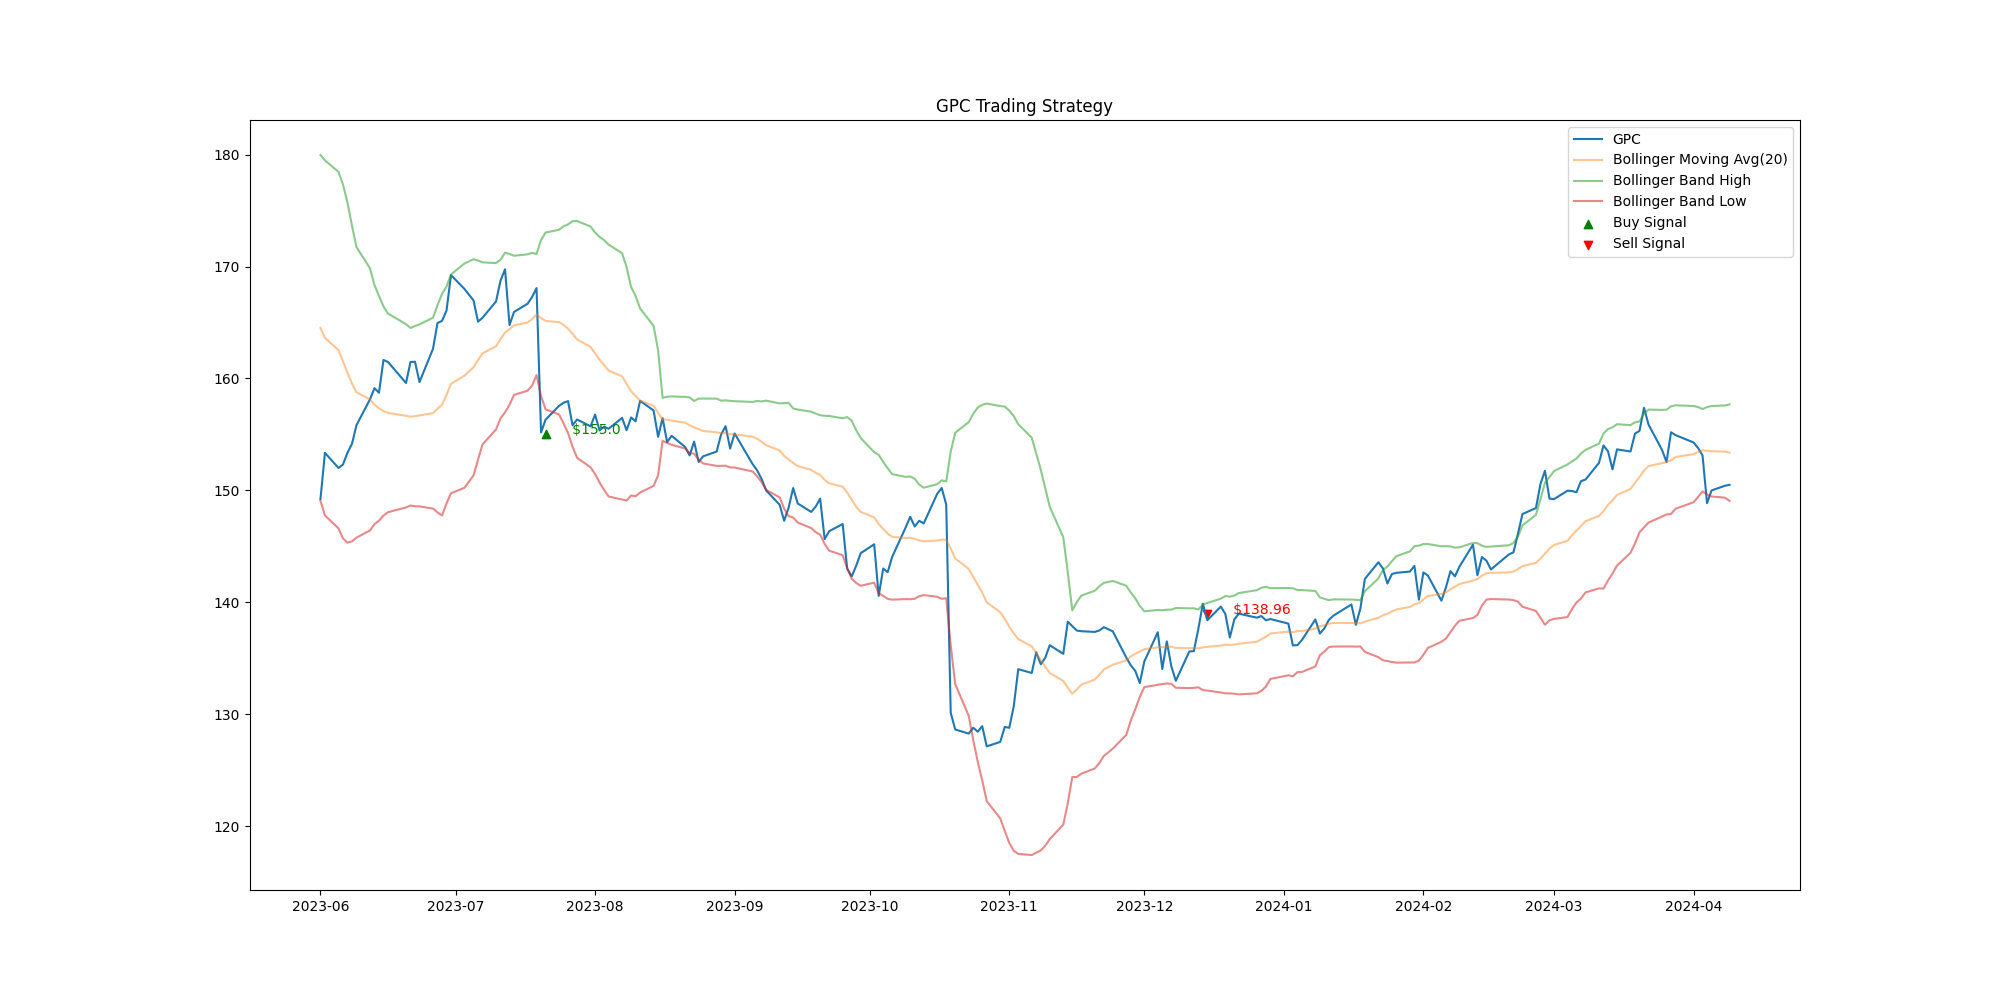 GPC Trading Strategy
GPC
Bollinger Moving Avg(20)
Bollinger Band High
Bollinger Band Low
Buy Signal
Sell Signal
180
170
160
150
140
130
120
$155.0
$138.96
2023-06 2023-07 2023-08 2023-09 2023-10 2023-11 2023-12 2024-01 2024-02 2024-03 2024-04